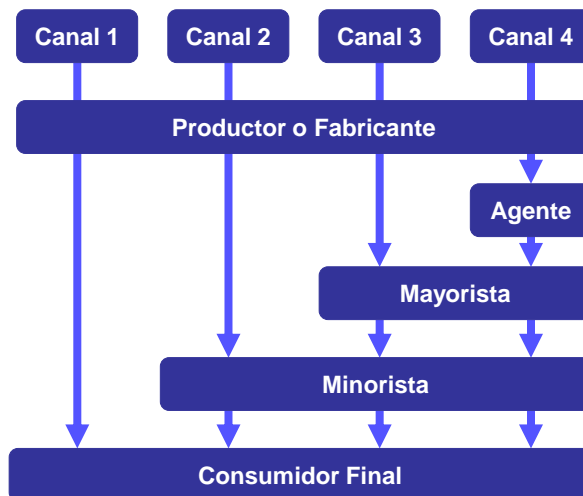 Canal 1
Canal 2
Canal 3
Canal 4
Productor o Fabricante
Agente
Mayorista
Minorista
Consumidor Final